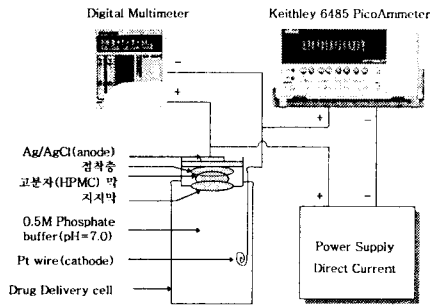 Digital Multimeter
Keithley 6485 PicoAmmeter
−
+
+
−
Ag/AgCl(anode)
접착층
고분자(HPMC) 막
지지막
0.5M Phosphate
buffer(pH=7.0)
Pt wire(cathode)
Drug Delivery cell
+
−
Power Supply
Direct Current